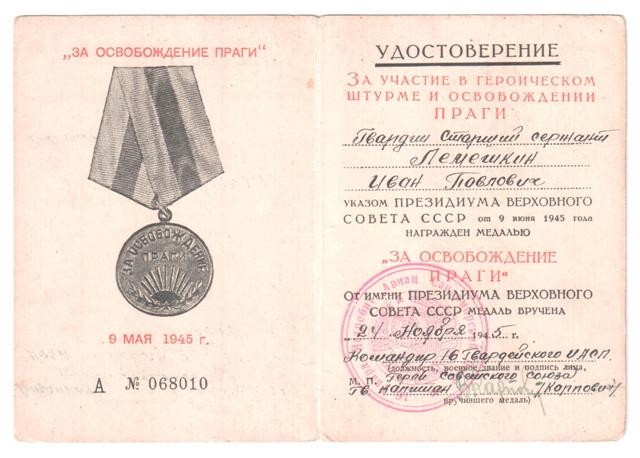 „ЗА ОСВОБОЖДЕНИЕ ПРАГИ“
ЗА ОСВОБОЖДЕНИЕ
ПРАГИ
9 МАЯ 1945 г.
А № 068010
УДОСТОВЕРЕНИЕ
ЗА УЧАСТИЕ В ГЕРОИЧЕСКОМ
ШТУРМЕ И ОСВОБОЖДЕНИИ
ПРАГИ
Гвардии Старший сержант
Лемешкин
Иван Павлович
УКАЗОМ ПРЕЗИДИУМА ВЕРХОВНОГО
СОВЕТА СССР от 9 июня 1945 года
НАГРАЖДЕН МЕДАЛЬЮ
„ЗА ОСВОБОЖДЕНИЕ
ПРАГИ“
От имени ПРЕЗИДИУМА ВЕРХОВНОГО
СОВЕТА СССР МЕДАЛЬ ВРУЧЕНА
„24“ Ноября 1945 г.
Командир 16 Гвардейского ИАСП.
(должность, военное звание и подпись лица,
Герой Советского Союза
М. П. Гв. капитан /Карпович/
вручившего медаль)